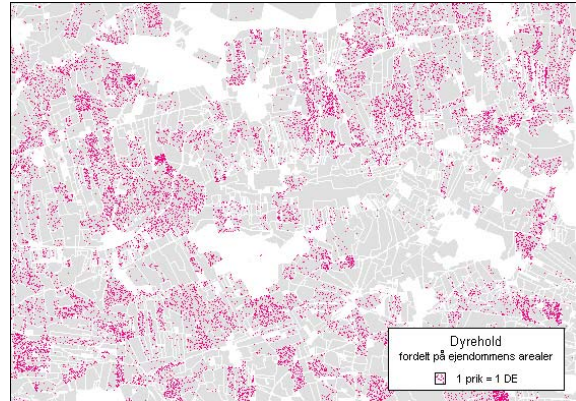 Dyrehold
fordelt på ejendommens arealer
1 prik = 1 DE